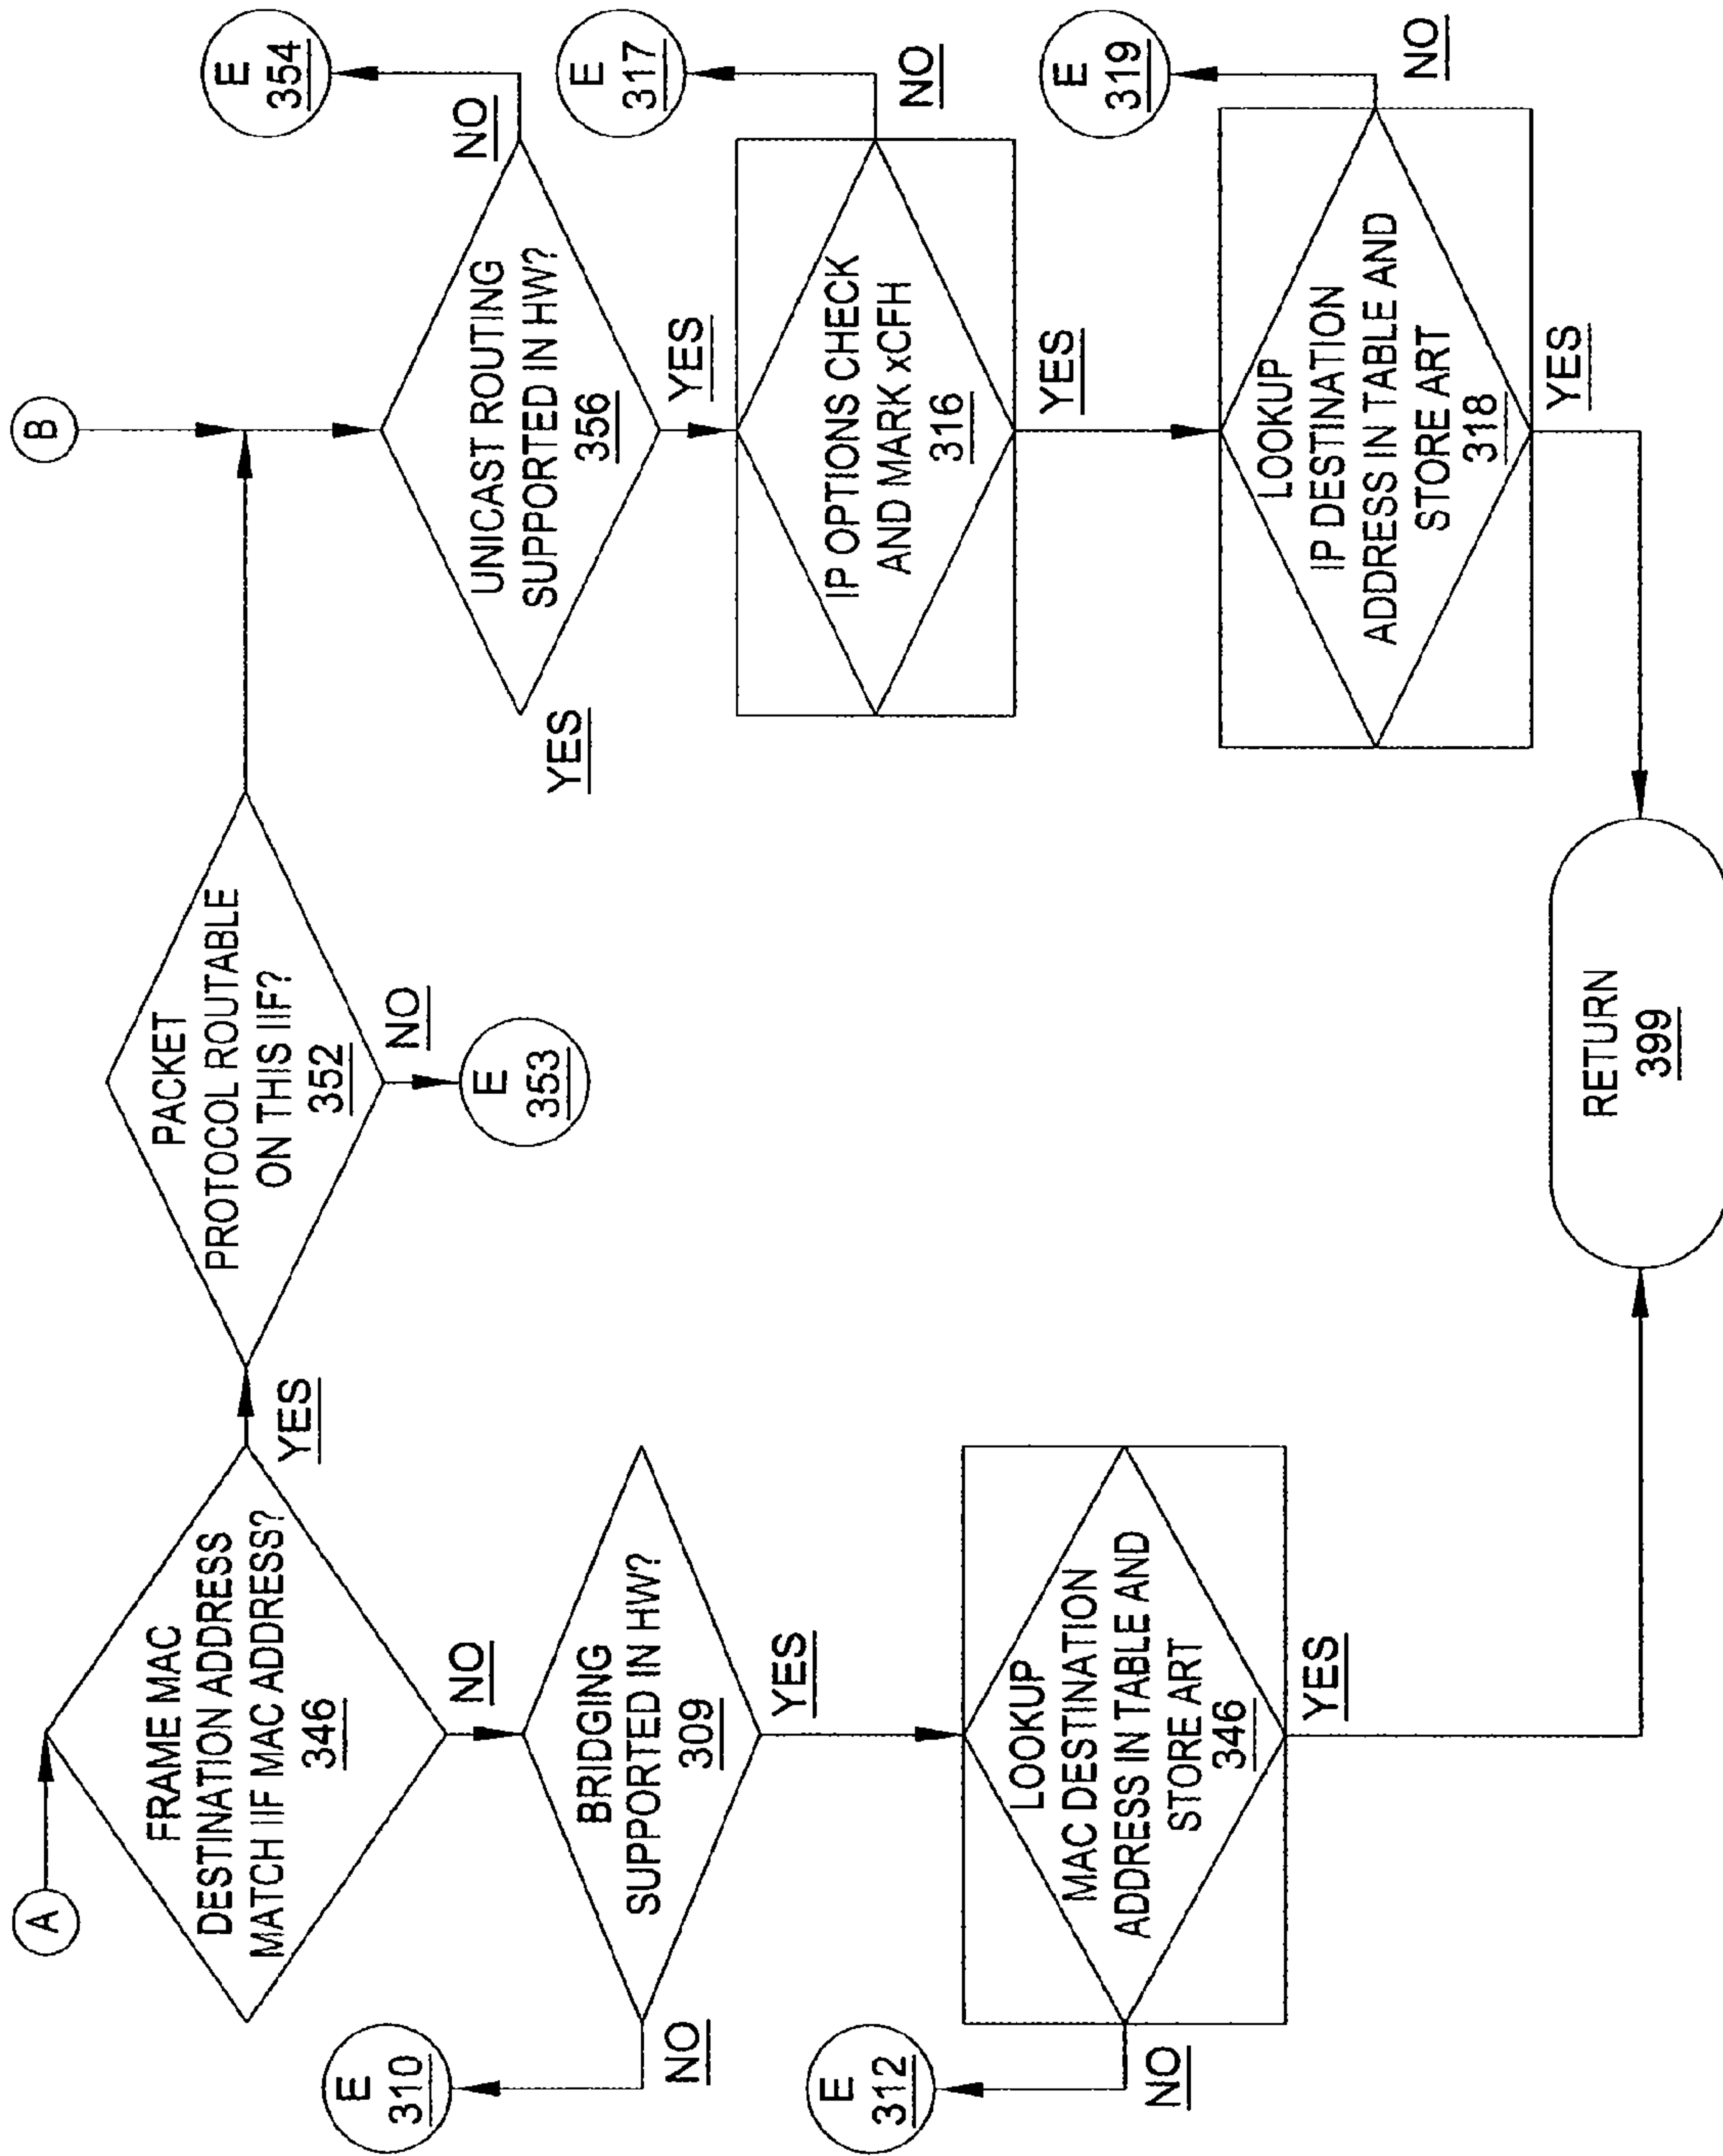 A
FRAME MAC
DESTINATION ADDRESS
MATCH IIF MAC ADDRESS?
346
YES
NO
PACKET
PROTOCOL ROUTABLE
ON THIS IIF?
352
NO
E
353
B
UNICAST ROUTING
SUPPORTED IN HW?
356
NO
E
354
YES
YES
E
310
NO
BRIDGING
SUPPORTED IN HW?
309
YES
IP OPTIONS CHECK
AND MARK xCFH
316
NO
E
317
YES
E
312
NO
LOOKUP
MAC DESTINATION
ADDRESS IN TABLE AND
STORE ART
346
YES
LOOKUP
IP DESTINATION
ADDRESS IN TABLE AND
STORE ART
318
NO
E
319
YES
RETURN
399